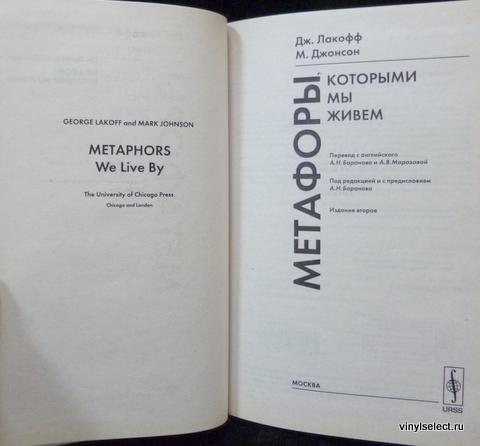 GEORGE LAKOFF and MARK JOHNSON
METAPHORS
We Live By
The University of Chicago Press
Chicago and London
Дж. Лакофф
М. Джонсон
МЕТАФОРЫ,
КОТОРЫМИ
МЫ
ЖИВЕМ
Перевод с английского
А.Н.Баранова и А.В.Морозовой
Под редакцией и с предисловием
А.Н.Баранова
Издание второе
МОСКВА
URSS
vinylselect.ru